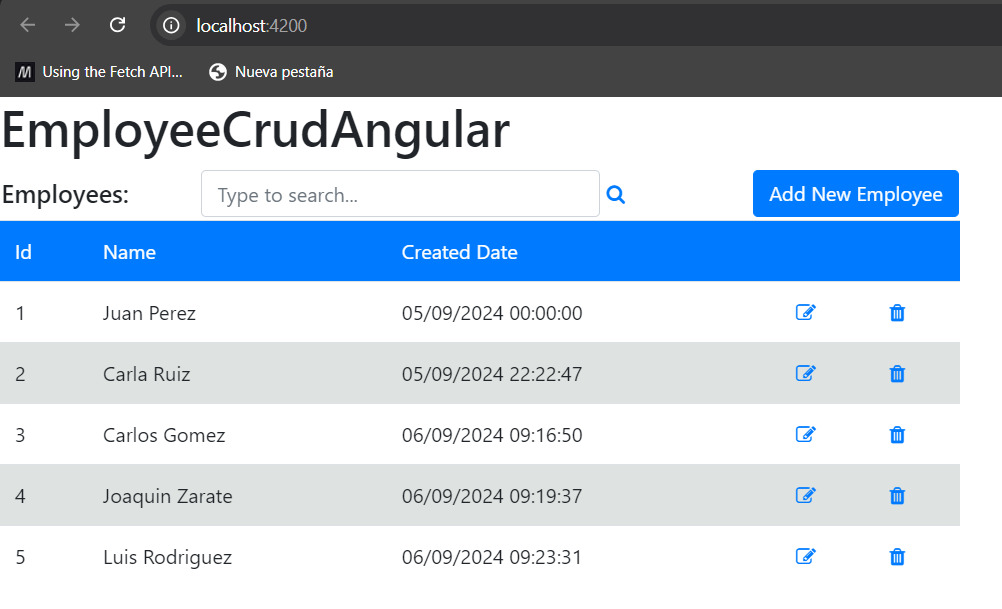 localhost:4200
Using the Fetch API... Nueva pestaña
EmployeeCrudAngular
Employees: Type to search... Add New Employee
Id Name Created Date
1 Juan Perez 05/09/2024 00:00:00
2 Carla Ruiz 05/09/2024 22:22:47
3 Carlos Gomez 06/09/2024 09:16:50
4 Joaquin Zarate 06/09/2024 09:19:37
5 Luis Rodriguez 06/09/2024 09:23:31